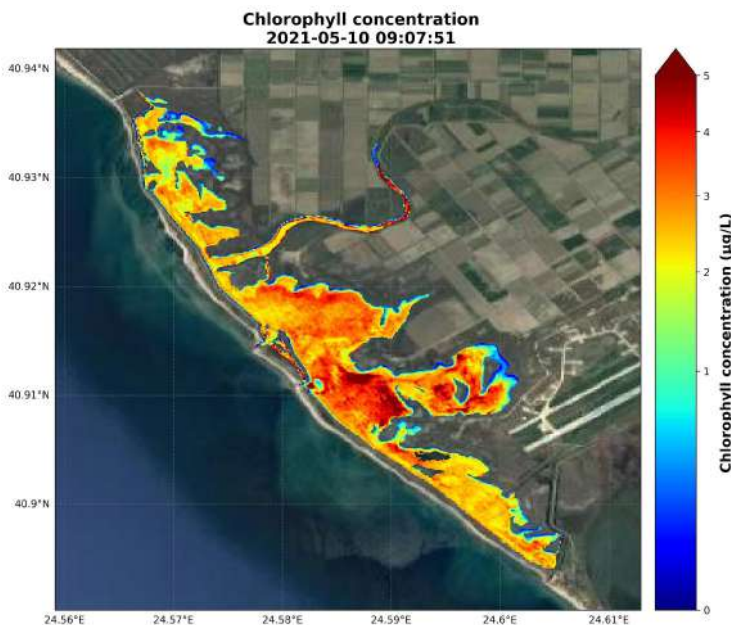 Chlorophyll concentration
2021-05-10 09:07:51
40.94°N
40.93°N
40.92°N
40.91°N
40.9°N
24.56°E
24.57°E
24.58°E
24.59°E
24.6°E
24.61°E
5
4
3
2
1
0
Chlorophyll concentration (μg/L)